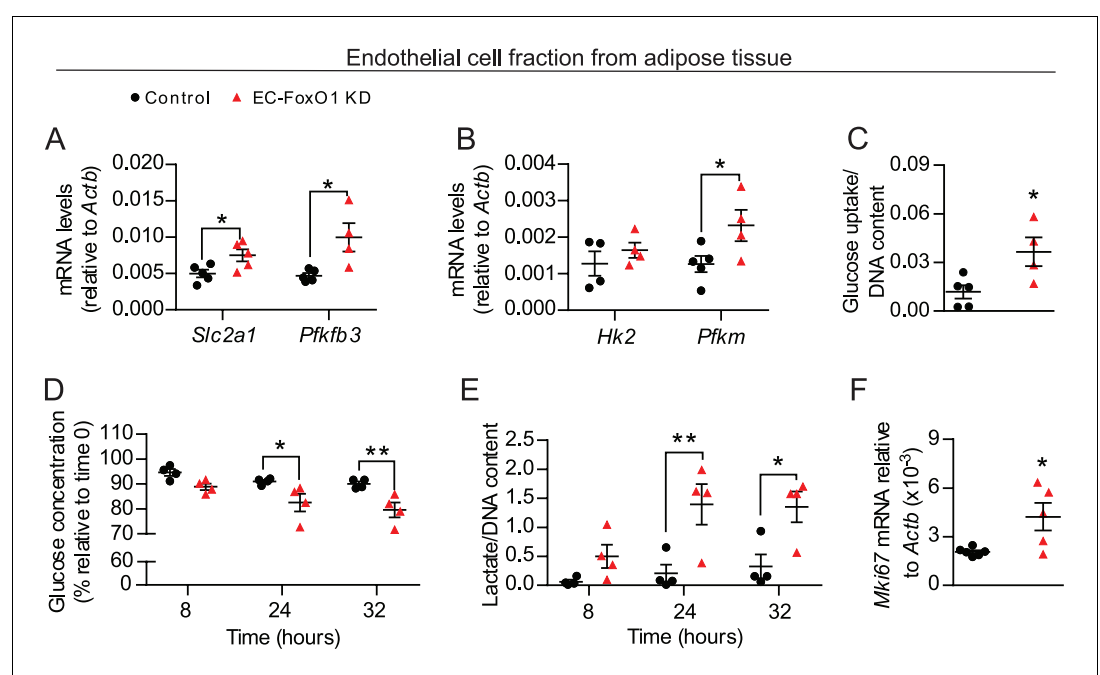 Endothelial cell fraction from adipose tissue
Control EC-FoxO1 KD
A
mRNA levels
(relative to Actb)
0.020
0.015
0.010
0.005
0.000
*
*
Slc2a1 Pfkfb3
B
mRNA levels
(relative to Actb)
0.004
0.003
0.002
0.001
0.000
*
Hk2 Pfkm
C
Glucose uptake/
DNA content
0.09
0.06
0.03
0.00
*
D
Glucose concentration
(% relative to time 0)
110
100
90
80
70
60
0
*
**
8 24 32
Time (hours)
E
Lactate/DNA content
2.5
2.0
1.5
1.0
0.5
0.0
**
*
8 24 32
Time (hours)
F
Mki67 mRNA relative
to Actb (x10⁻³)
9
6
3
0
*